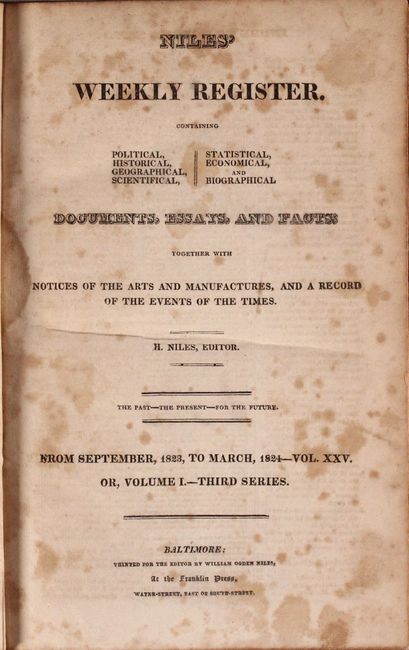 NILES'
WEEKLY REGISTER.
CONTAINING
POLITICAL,
HISTORICAL,
GEOGRAPHICAL,
SCIENTIFICAL,
STATISTICAL,
ECONOMICAL,
AND
BIOGRAPHICAL
DOCUMENTS, ESSAYS, AND FACTS:
TOGETHER WITH
NOTICES OF THE ARTS AND MANUFACTURES, AND A RECORD
OF THE EVENTS OF THE TIMES.
H. NILES, EDITOR.
THE PAST—THE PRESENT—FOR THE FUTURE.
FROM SEPTEMBER, 1823, TO MARCH, 1824—VOL. XXV.
OR, VOLUME I.—THIRD SERIES.
BALTIMORE:
PRINTED FOR THE EDITOR BY WILLIAM OGDEN NILES,
At the Franklin Press,
WATER-STREET, EAST OF SOUTH-STREET.